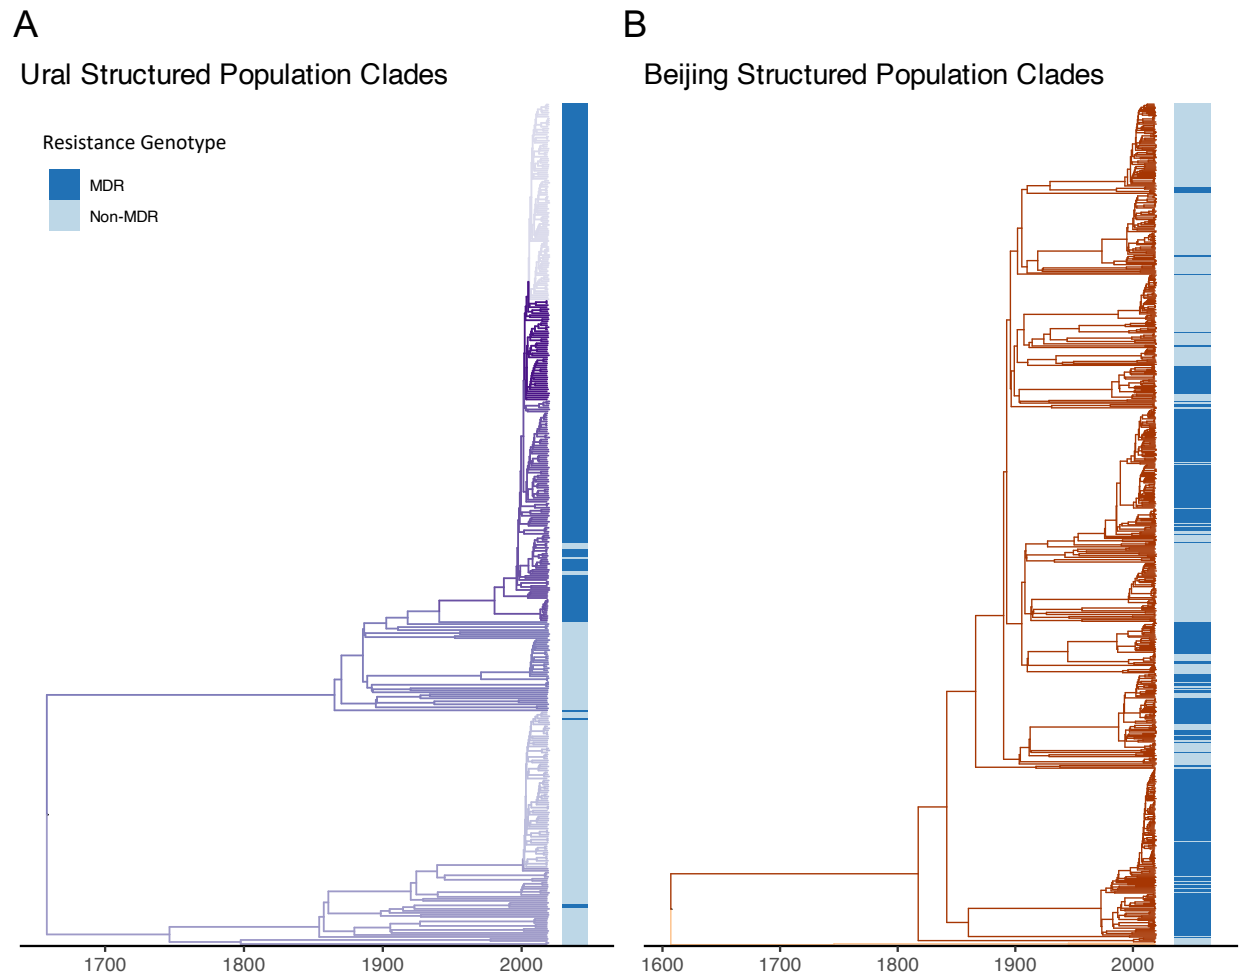 A
B
Ural Structured Population Clades
Beijing Structured Population Clades
Resistance Genotype
MDR
Non-MDR
1700 1800 1900 2000
1600 1700 1800 1900 2000